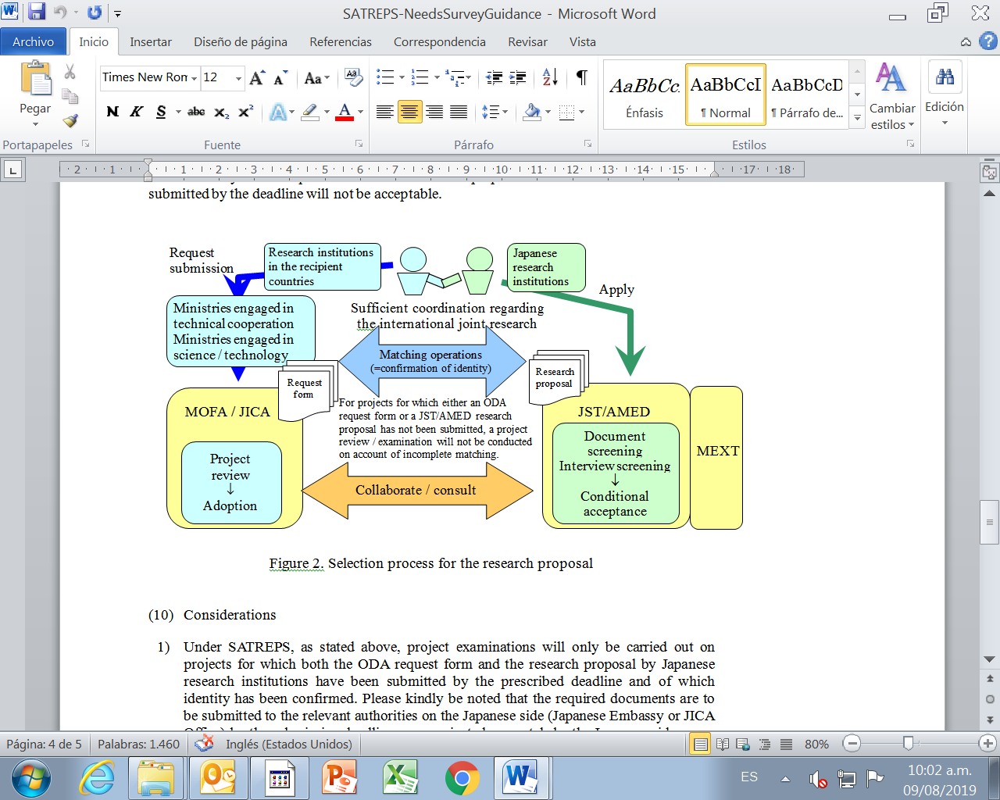 SATREPS-NeedsSurveyGuidance - Microsoft Word
Archivo Inicio Insertar Diseño de página Referencias Correspondencia Revisar Vista
Times New Ron 12 Aa
Pegar
N K S abe x₂ x² A A
AaBbCc. AaBbCcI AaBbCcD
Énfasis ¶ Normal ¶ Párrafo de...
Cambiar
estilos
Edición
Portapapeles Fuente Párrafo Estilos
2 1 1 2 3 4 5 6 7 8 9 10 11 12 13 14 15 17 18
submitted by the deadline will not be acceptable.
Request
submission
Research institutions
in the recipient
countries
Japanese
research
institutions
Apply
Ministries engaged in
technical cooperation
Ministries engaged in
science / technology
Sufficient coordination regarding
the international joint research
Matching operations
(=confirmation of identity)
Request
form
Research
proposal
For projects for which either an ODA
request form or a JST/AMED research
proposal has not been submitted, a project
review / examination will not be conducted
on account of incomplete matching.
MOFA / JICA
Project
review
↓
Adoption
Collaborate / consult
JST/AMED
Document
screening
Interview screening
↓
Conditional
acceptance
MEXT
Figure 2. Selection process for the research proposal
(10) Considerations
1) Under SATREPS, as stated above, project examinations will only be carried out on
projects for which both the ODA request form and the research proposal by Japanese
research institutions have been submitted by the prescribed deadline and of which
identity has been confirmed. Please kindly be noted that the required documents are to
be submitted to the relevant authorities on the Japanese side (Japanese Embassy or JICA
Página: 4 de 5 Palabras: 1.460 Inglés (Estados Unidos) 80%
ES
10:02 a.m.
09/08/2019